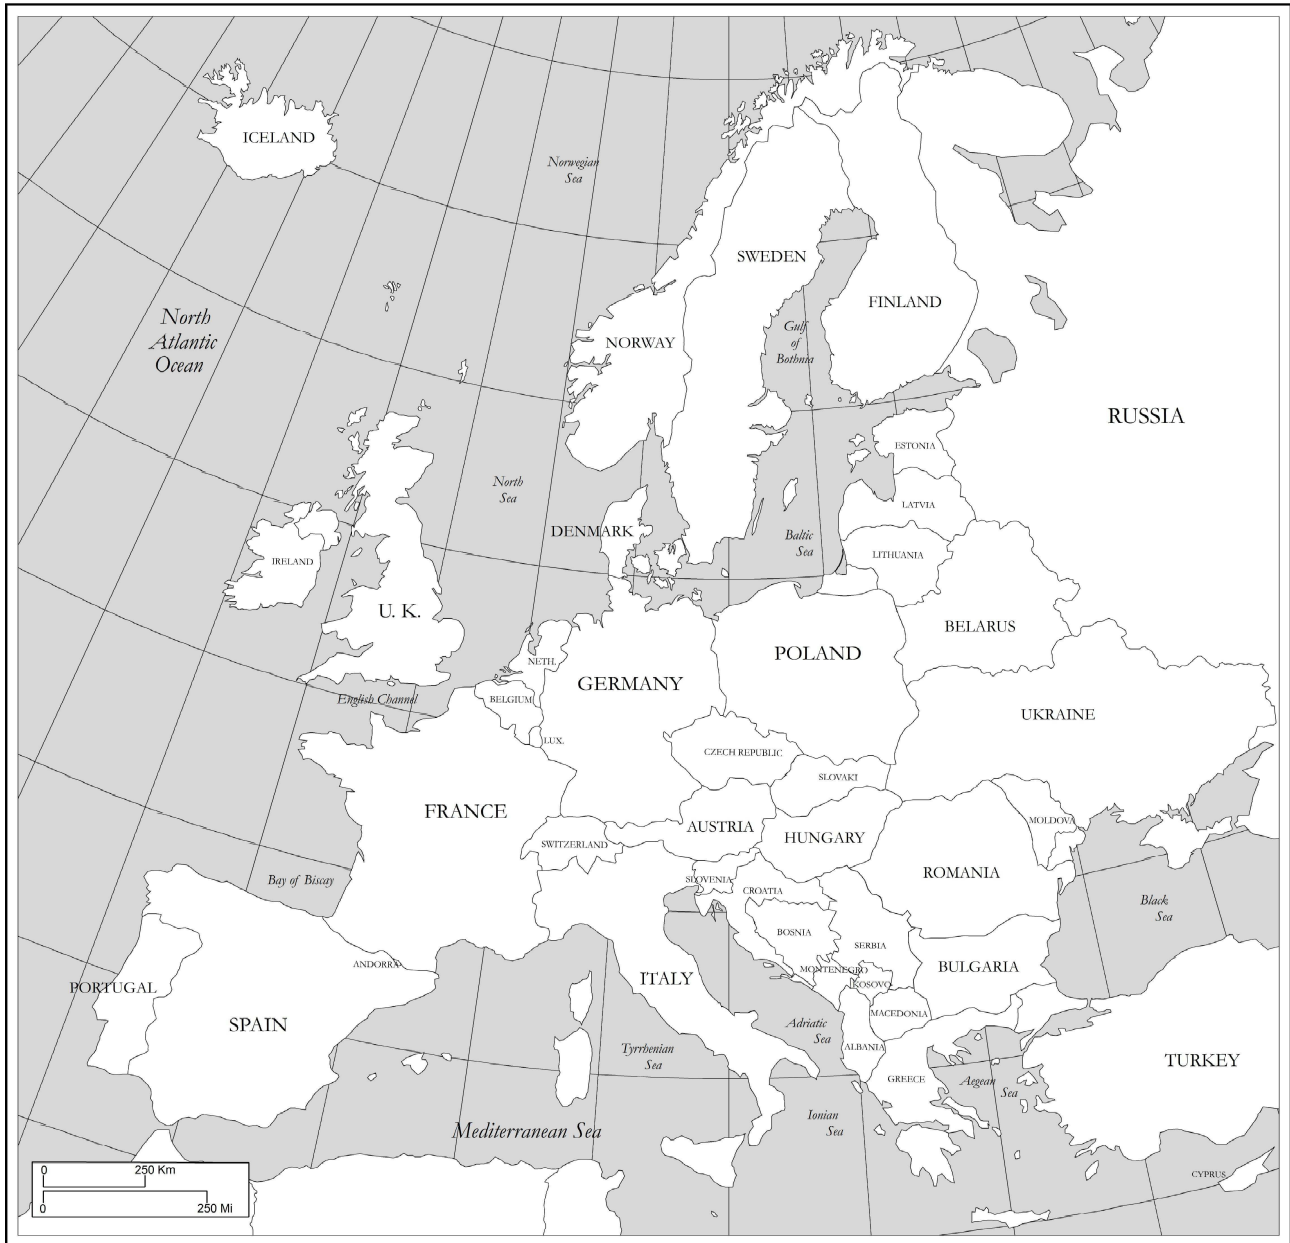 ICELAND
Norwegian
Sea
SWEDEN
FINLAND
North
Atlantic
Ocean
NORWAY
Gulf
of
Bothnia
RUSSIA
ESTONIA
North
Sea
LATVIA
DENMARK
Baltic
Sea
LITHUANIA
IRELAND
U. K.
BELARUS
POLAND
NETH.
GERMANY
English Channel
BELGIUM
UKRAINE
LUX.
CZECH REPUBLIC
SLOVAKI
FRANCE
MOLDOVA
AUSTRIA
HUNGARY
SWITZERLAND
ROMANIA
Bay of Biscay
SLOVENIA
CROATIA
Black
Sea
BOSNIA
SERBIA
ANDORRA
MONTENEGRO
BULGARIA
ITALY
KOSOVO
PORTUGAL
MACEDONIA
SPAIN
Adriatic
Sea
ALBANIA
Tyrrhenian
Sea
TURKEY
GREECE
Aegean
Sea
Ionian
Sea
Mediterranean Sea
CYPRUS
0 250 Km
0 250 Mi